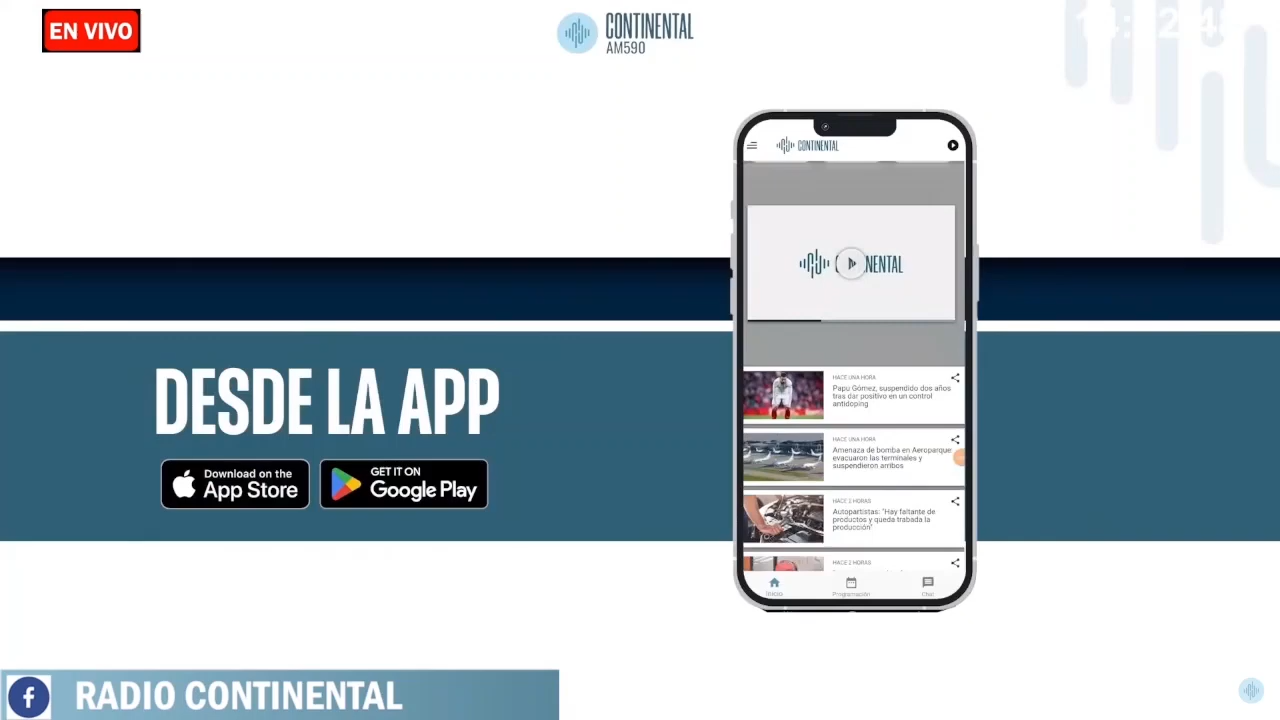 EN VIVO
CONTINENTAL
AM590
CONTINENTAL
HACE UNA HORA
Papu Gómez, suspendido dos años
tras dar positivo en un control
antidoping
HACE UNA HORA
Amenaza de bomba en Aeroparque:
evacuaron las terminales y
suspendieron arribos
HACE 2 HORAS
Autopartistas: "Hay faltante de
productos y queda trabada la
producción"
HACE 2 HORAS
INICIO
Programación
Chat
DESDE LA APP
Download on the
App Store
GET IT ON
Google Play
RADIO CONTINENTAL